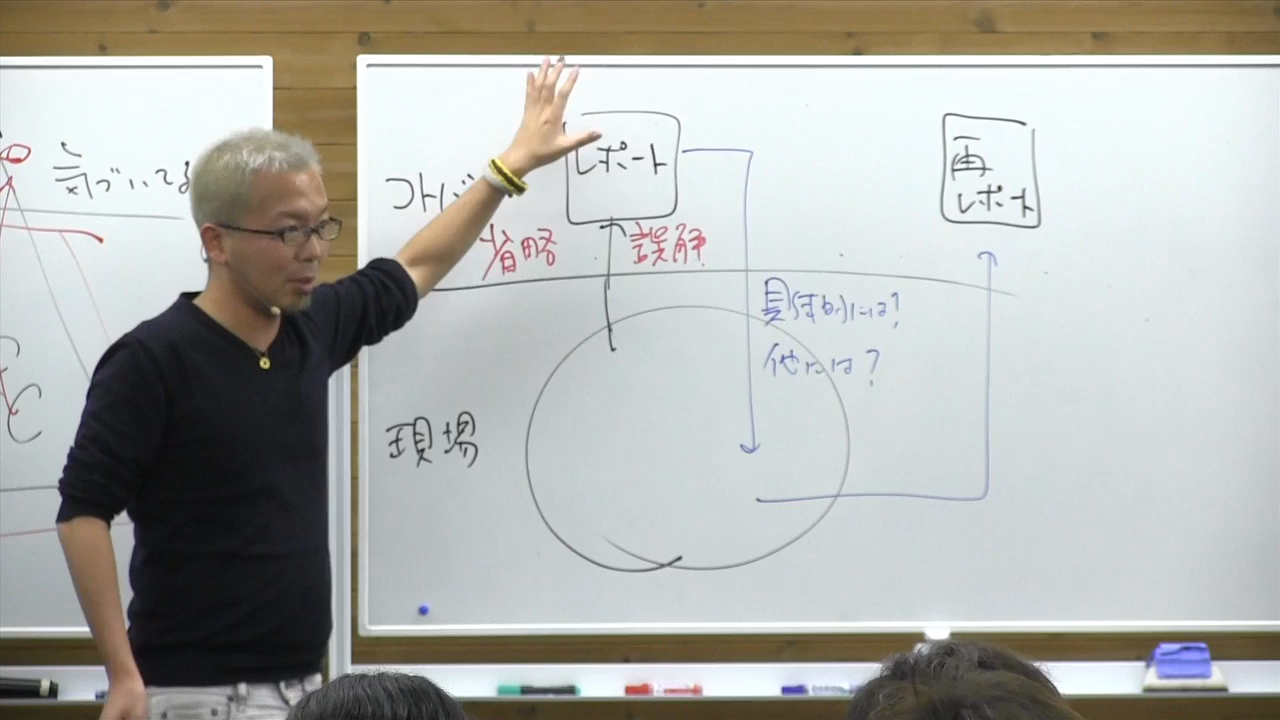 気づいてる
コトバ
レポート
再
レポート
省略
誤解
具体的には?
他には?
現場